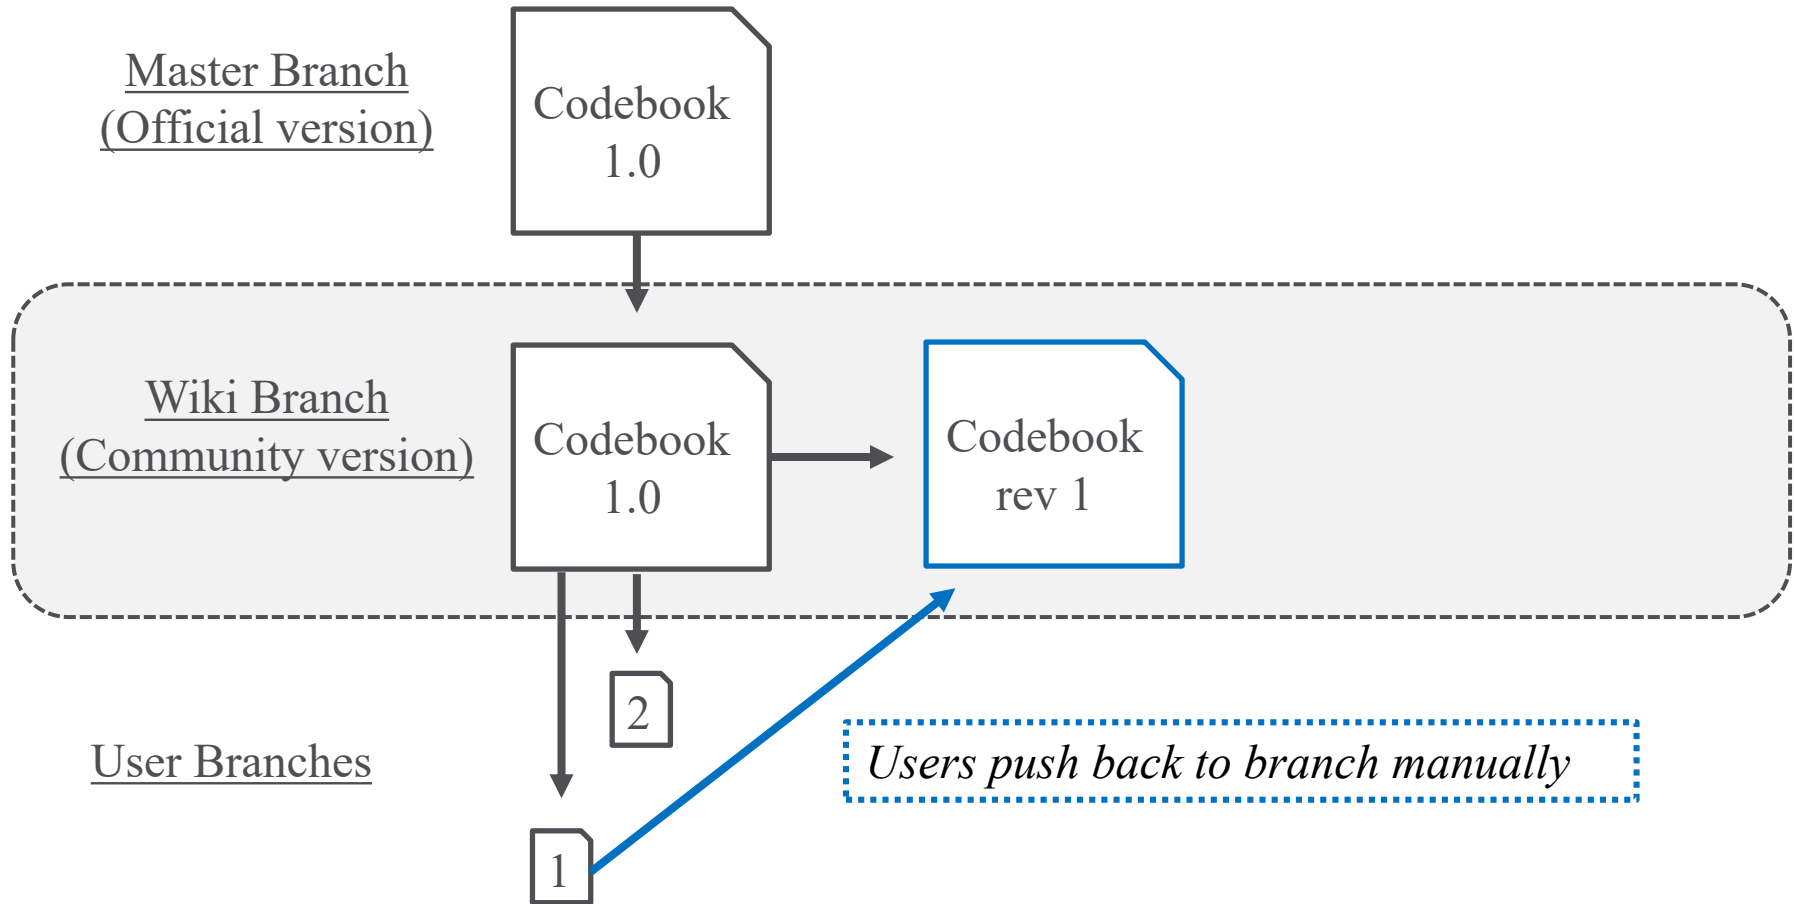 Master Branch
(Official version)
Codebook
1.0
Wiki Branch
(Community version)
Codebook
1.0
Codebook
rev 1
2
User Branches
Users push back to branch manually
1